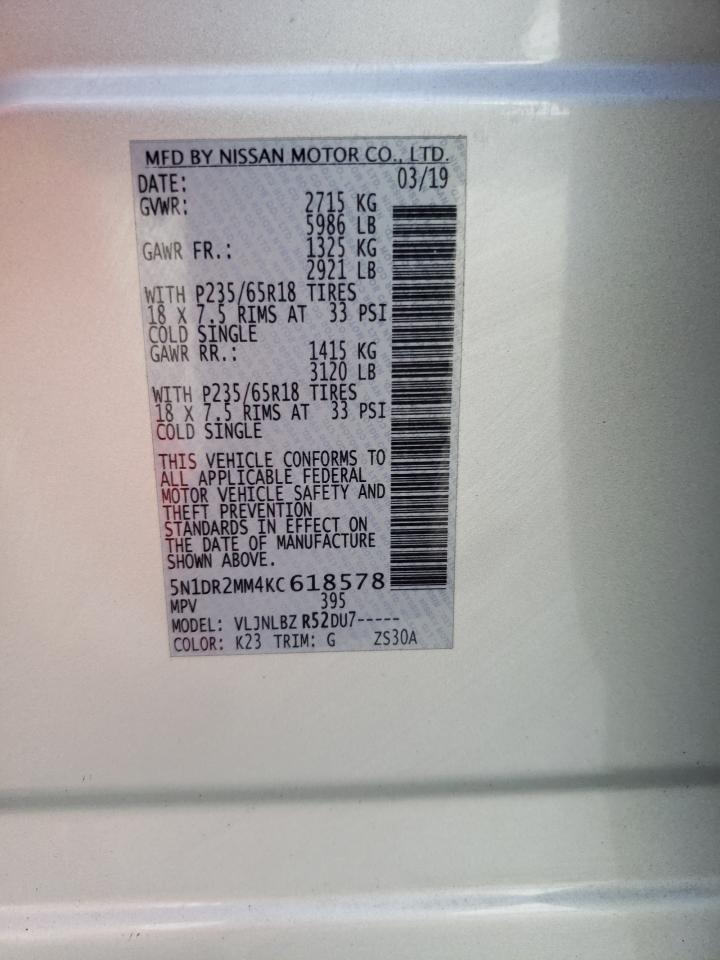 MFD BY NISSAN MOTOR CO., LTD.
DATE: 03/19
GVWR: 2715 KG
5986 LB
GAWR FR.: 1325 KG
2921 LB
WITH P235/65R18 TIRES
18 X 7.5 RIMS AT 33 PSI
COLD SINGLE
GAWR RR.: 1415 KG
3120 LB
WITH P235/65R18 TIRES
18 X 7.5 RIMS AT 33 PSI
COLD SINGLE
THIS VEHICLE CONFORMS TO
ALL APPLICABLE FEDERAL
MOTOR VEHICLE SAFETY AND
THEFT PREVENTION
STANDARDS IN EFFECT ON
THE DATE OF MANUFACTURE
SHOWN ABOVE.
5N1DR2MM4KC618578
MPV 395
MODEL: VLJNLBZ R52DU7-----
COLOR: K23 TRIM: G ZS30A